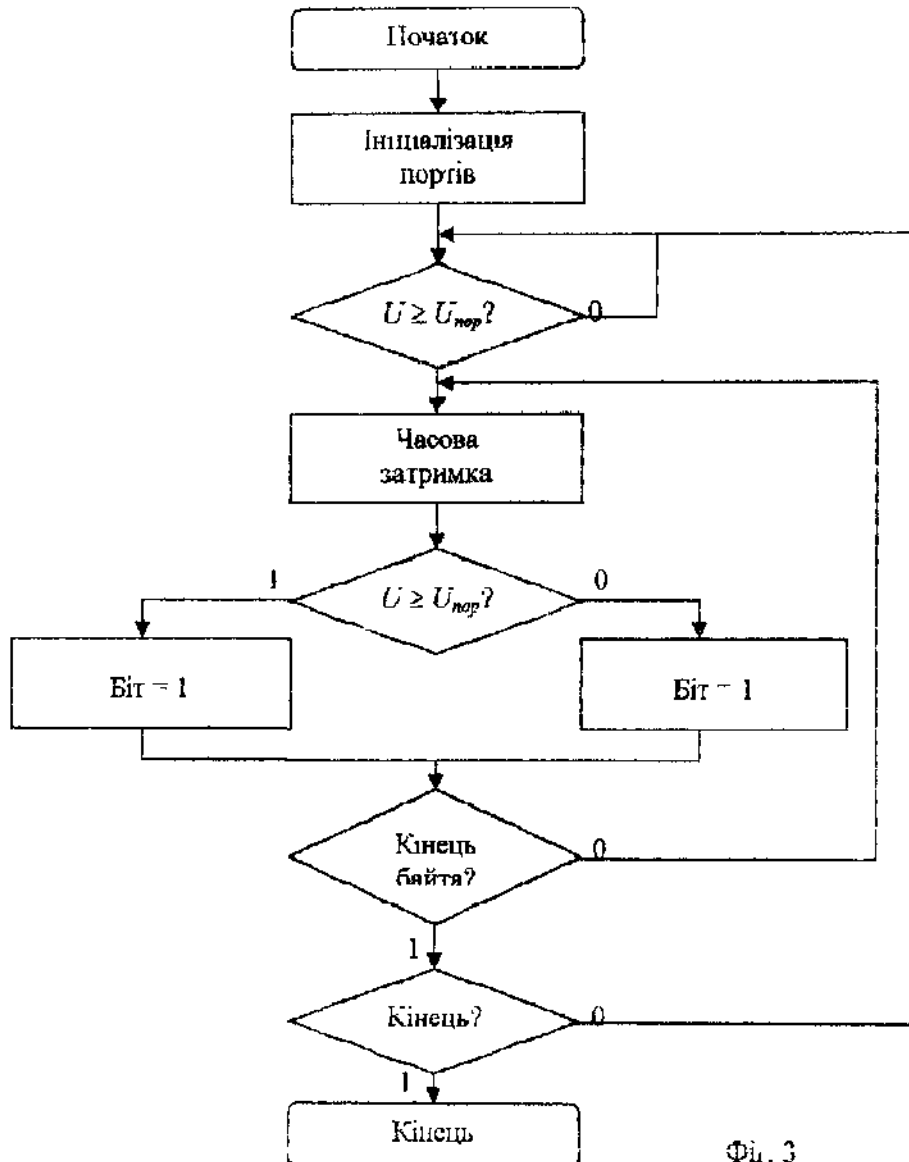 Початок
Ініціалізація
портів
U ≥ Uпор?
0
Часова
затримка
1
U ≥ Uпор?
0
Біт = 1
Біт = 1
Кінець
байта?
0
1
Кінець?
0
1
Кінець
Фіг. 3